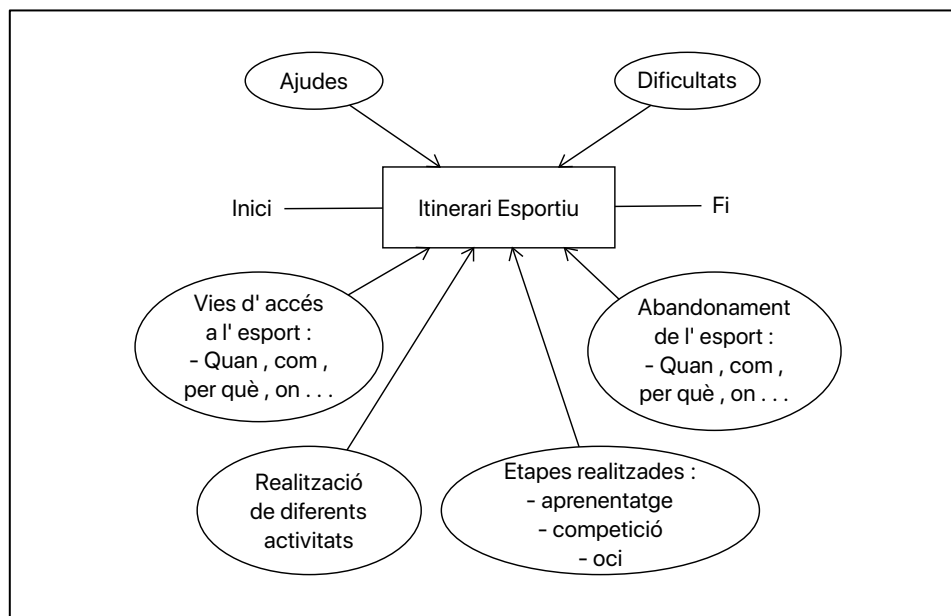 Ajudes
Dificultats
Inici
Itinerari Esportiu
Fi
Vies d' accés
a l' esport :
- Quan , com ,
per què , on . . .
Abandonament
de l' esport :
- Quan , com ,
per què , on . . .
Realització
de diferents
activitats
Etapes realitzades :
- aprenentatge
- competició
- oci